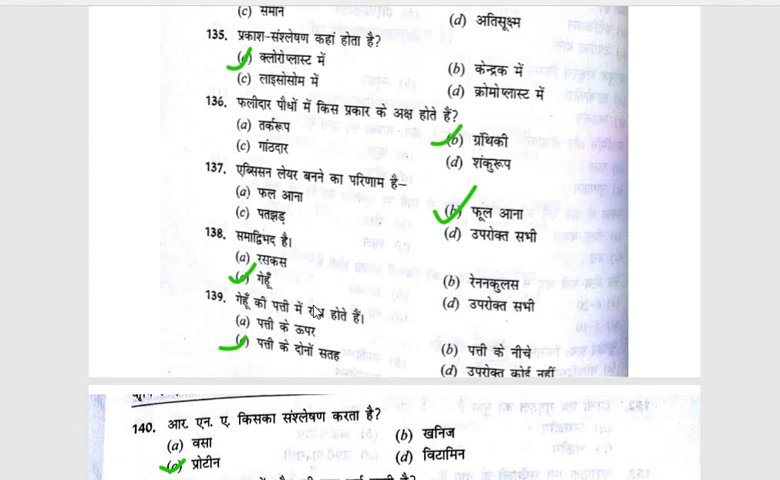 (c) समान
(d) अतिसूक्ष्म
135. प्रकाश-संश्लेषण कहां होता है?
क्लोरोप्लास्ट में
(b) केन्द्रक में
(c) लाइसोसोम में
(d) क्रोमोप्लास्ट में
136. फलीदार पौधों में किस प्रकार के अक्ष होते हैं?
(a) तर्करूप
(b) ग्रंथिकी
(c) गांठदार
(d) शंकुरूप
137. एब्सिसन लेयर बनने का परिणाम है–
(a) फल आना
(b) फूल आना
(c) पतझड़
(d) उपरोक्त सभी
138. समाद्विभद है।
(a) रसकस
(b) रेननकुलस
गेहूँ
(d) उपरोक्त सभी
139. गेहूँ की पत्ती में होते हैं।
(a) पत्ती के ऊपर
(b) पत्ती के नीचे
पत्ती के दोनों सतह
(d) उपरोक्त कोई नहीं
140. आर. एन. ए. किसका संश्लेषण करता है?
(a) वसा
(b) खनिज
(c) प्रोटीन
(d) विटामिन